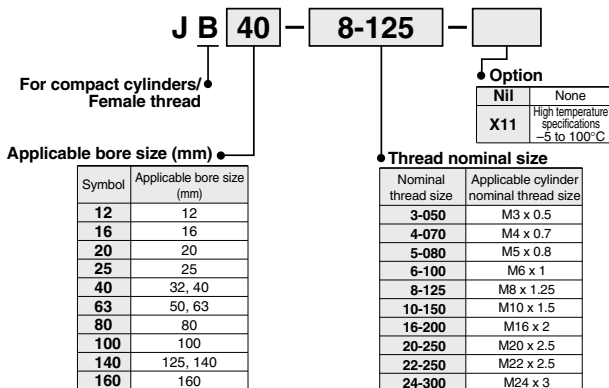 JB 40 – 8-125 –
For compact cylinders/
Female thread
Option
Nil None
X11 High temperature
specifications
–5 to 100°C
Applicable bore size (mm)
Symbol Applicable bore size
(mm)
12 12
16 16
20 20
25 25
40 32, 40
63 50, 63
80 80
100 100
140 125, 140
160 160
Thread nominal size
Nominal
thread size Applicable cylinder
nominal thread size
3-050 M3 x 0.5
4-070 M4 x 0.7
5-080 M5 x 0.8
6-100 M6 x 1
8-125 M8 x 1.25
10-150 M10 x 1.5
16-200 M16 x 2
20-250 M20 x 2.5
22-250 M22 x 2.5
24-300 M24 x 3